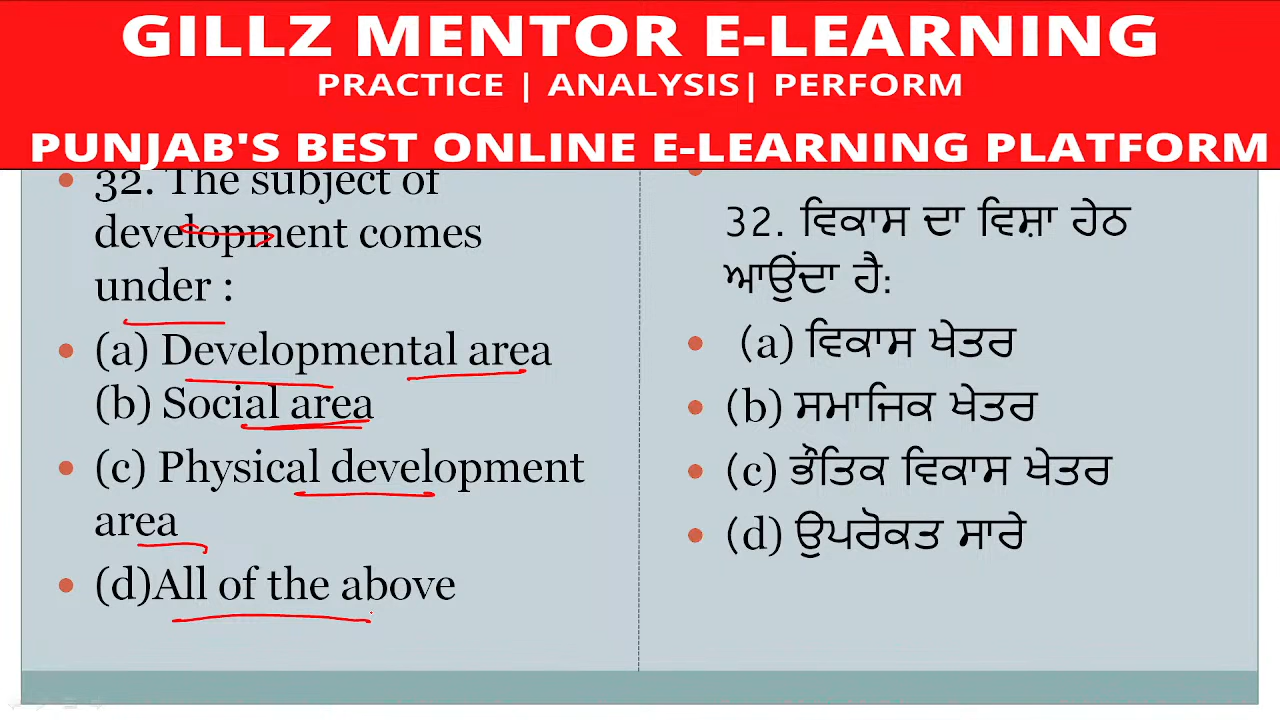 GILLZ MENTOR E-LEARNING
PRACTICE | ANALYSIS| PERFORM
PUNJAB'S BEST ONLINE E-LEARNING PLATFORM
• 32. The subject of
development comes
under :
• (a) Developmental area
(b) Social area
• (c) Physical development
area
• (d)All of the above
•
32. ਵਿਕਾਸ ਦਾ ਵਿਸ਼ਾ ਹੇਠ
ਆਉਂਦਾ ਹੈ:
• (a) ਵਿਕਾਸ ਖੇਤਰ
• (b) ਸਮਾਜਿਕ ਖੇਤਰ
• (c) ਭੌਤਿਕ ਵਿਕਾਸ ਖੇਤਰ
• (d) ਉਪਰੋਕਤ ਸਾਰੇ